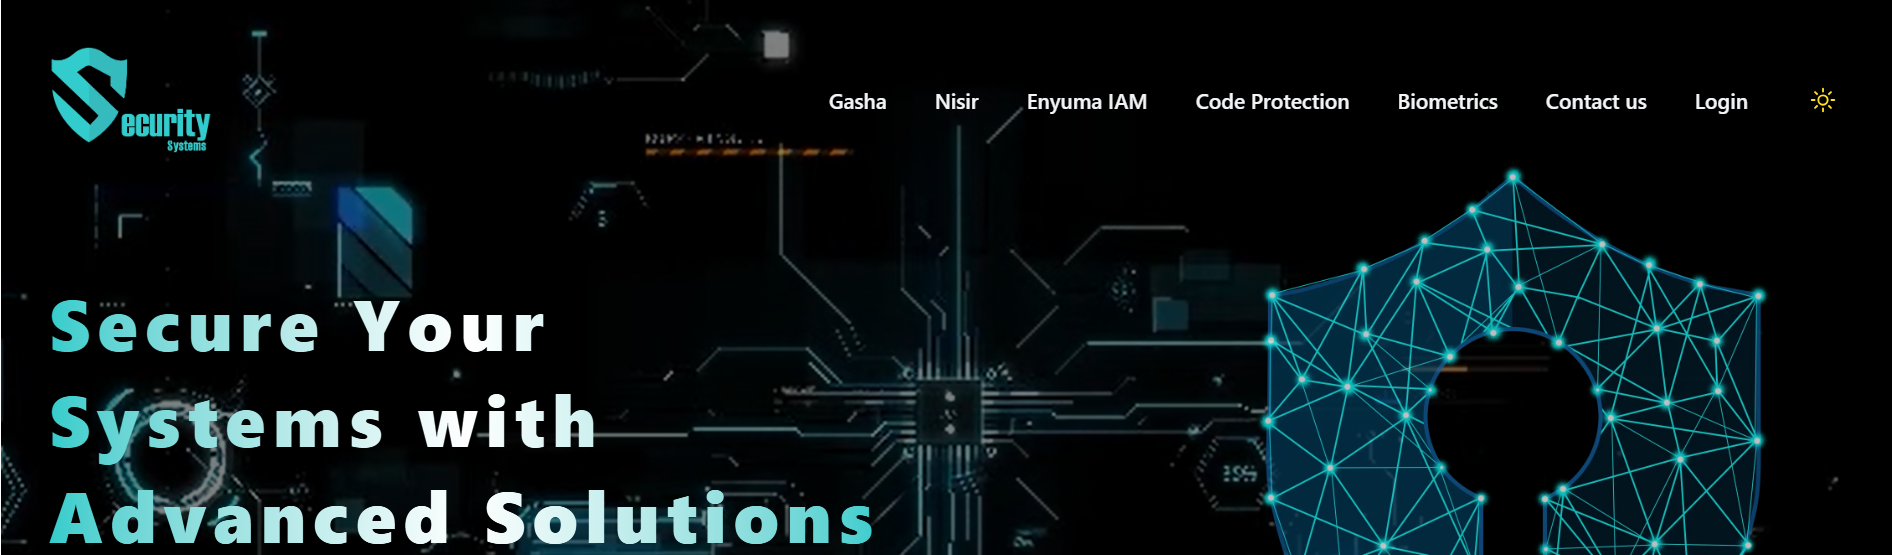 Security
Systems
Gasha Nisir Enyuma IAM Code Protection Biometrics Contact us Login
Secure Your
Systems with
Advanced Solutions